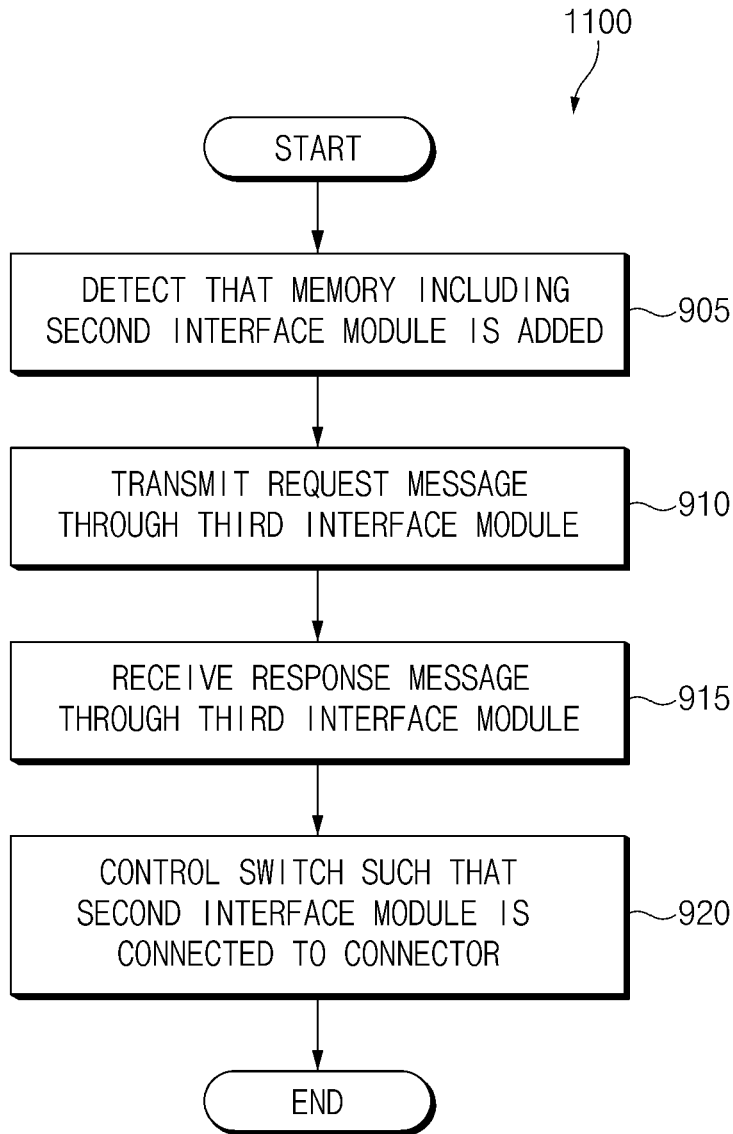 1100
START
DETECT THAT MEMORY INCLUDING
SECOND INTERFACE MODULE IS ADDED
905
TRANSMIT REQUEST MESSAGE
THROUGH THIRD INTERFACE MODULE
910
RECEIVE RESPONSE MESSAGE
THROUGH THIRD INTERFACE MODULE
915
CONTROL SWITCH SUCH THAT
SECOND INTERFACE MODULE IS
CONNECTED TO CONNECTOR
920
END